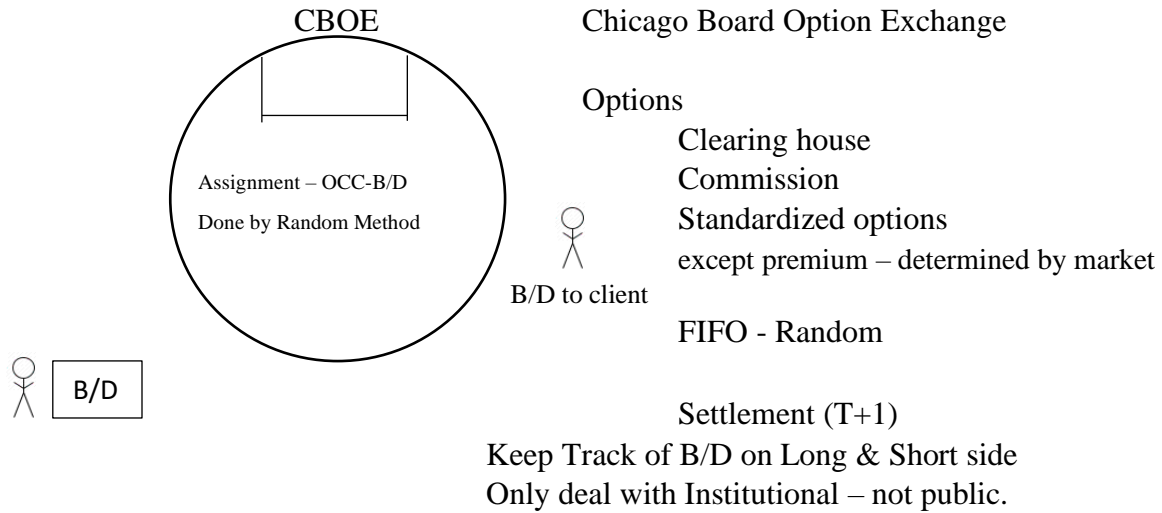 CBOE
Chicago Board Option Exchange
Options
Clearing house
Commission
Standardized options
except premium – determined by market
Assignment – OCC-B/D
Done by Random Method
B/D to client
FIFO - Random
B/D
Settlement (T+1)
Keep Track of B/D on Long & Short side
Only deal with Institutional – not public.